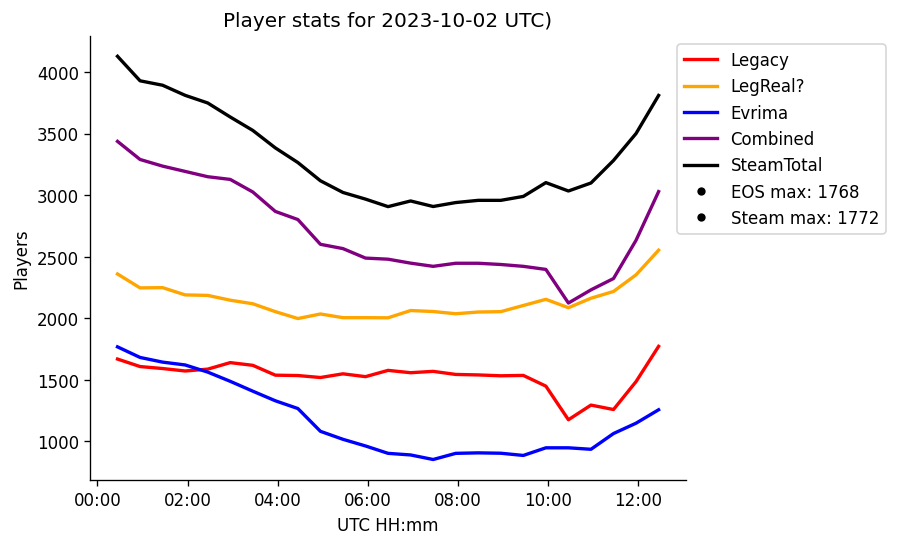 Player stats for 2023-10-02 UTC)
Legacy
LegReal?
Evrima
Combined
SteamTotal
EOS max: 1768
Steam max: 1772
Players
4000
3500
3000
2500
2000
1500
1000
00:00 02:00 04:00 06:00 08:00 10:00 12:00
UTC HH:mm